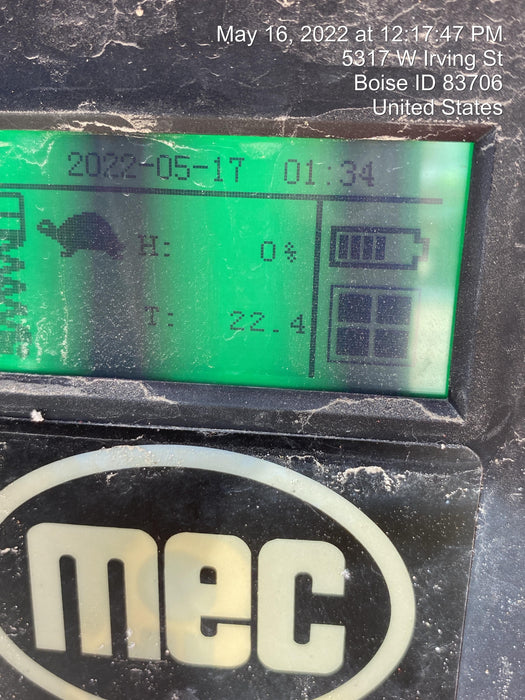 May 16, 2022 at 12:17:47 PM
5317 W Irving St
Boise ID 83706
United States
2022-05-17 01:34
H: 0%
T: 22.4
mec